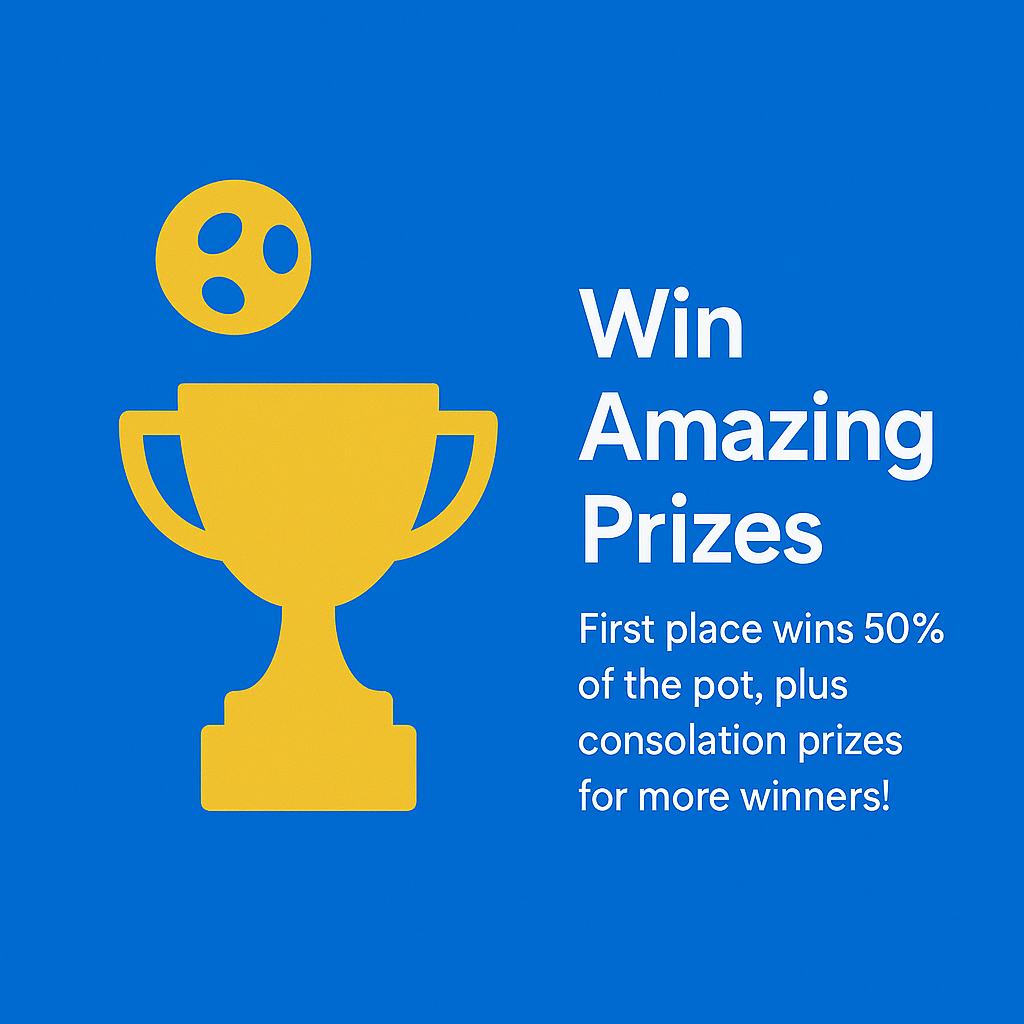 Win
Amazing
Prizes
First place wins 50%
of the pot, plus
consolation prizes
for more winners!